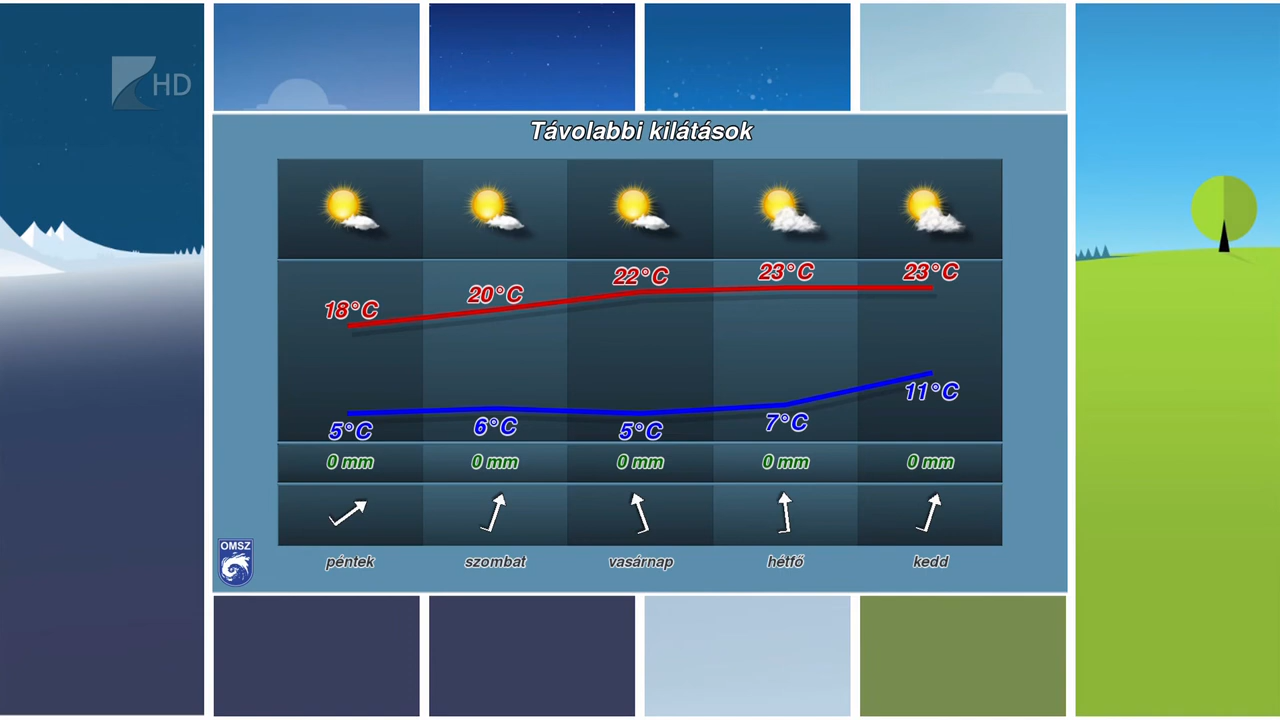 HD
Távolabbi kilátások
18°C 20°C 22°C 23°C 23°C
5°C 6°C 5°C 7°C 11°C
0 mm 0 mm 0 mm 0 mm 0 mm
OMSZ
péntek szombat vasárnap hétfő kedd